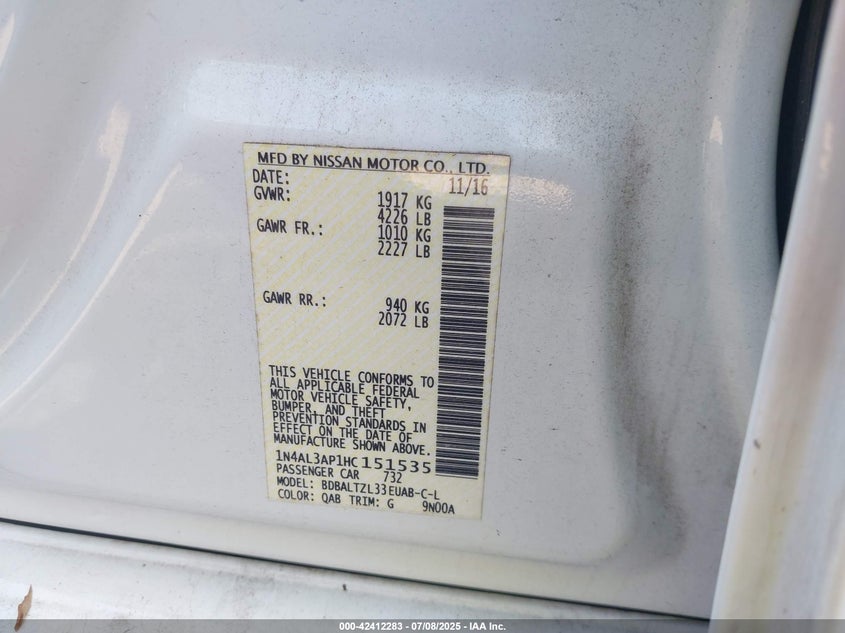 MFD BY NISSAN MOTOR CO., LTD.
DATE: 11/16
GVWR: 1917 KG
4226 LB
GAWR FR.: 1010 KG
2227 LB
GAWR RR.: 940 KG
2072 LB
THIS VEHICLE CONFORMS TO
ALL APPLICABLE FEDERAL
MOTOR VEHICLE SAFETY,
BUMPER, AND THEFT
PREVENTION STANDARDS IN
EFFECT ON THE DATE OF
MANUFACTURE SHOWN ABOVE.
1N4AL3AP1HC151535
PASSENGER CAR 732
MODEL: BDBALTZL33EUAB-C-L
COLOR: QAB TRIM: G 9N00A
000-42412283 - 07/08/2025 - IAA Inc.